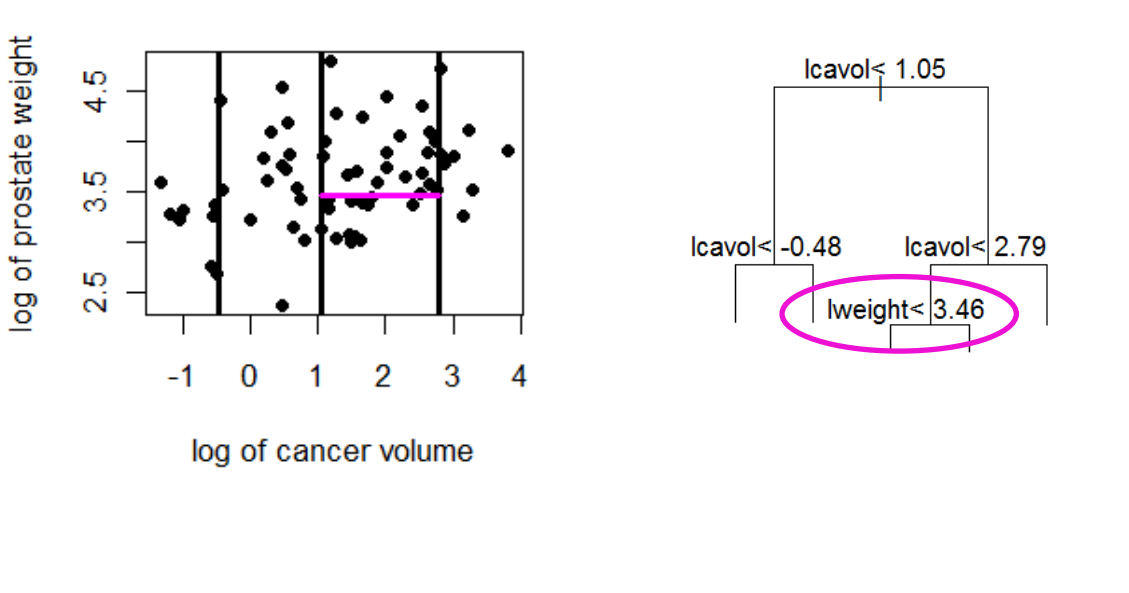 log of prostate weight
4.5
3.5
2.5
-1 0 1 2 3 4
log of cancer volume
lcavol< 1.05
lcavol< -0.48
lcavol< 2.79
lweight< 3.46